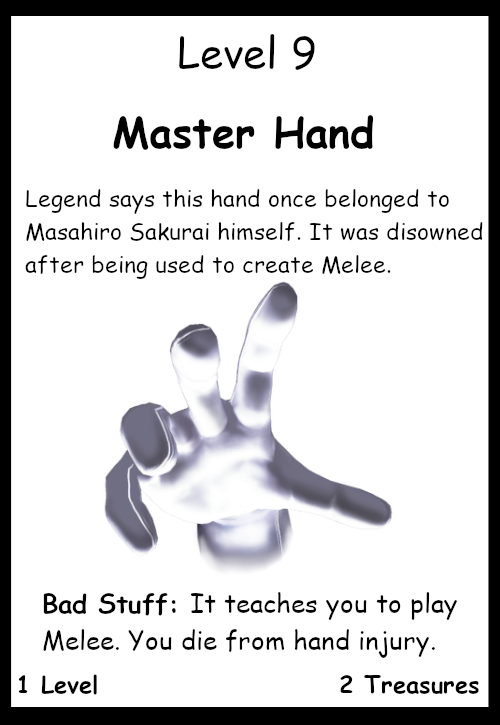 Level 9
Master Hand
Legend says this hand once belonged to
Masahiro Sakurai himself. It was disowned
after being used to create Melee.
Bad Stuff: It teaches you to play
Melee. You die from hand injury.
1 Level 2 Treasures